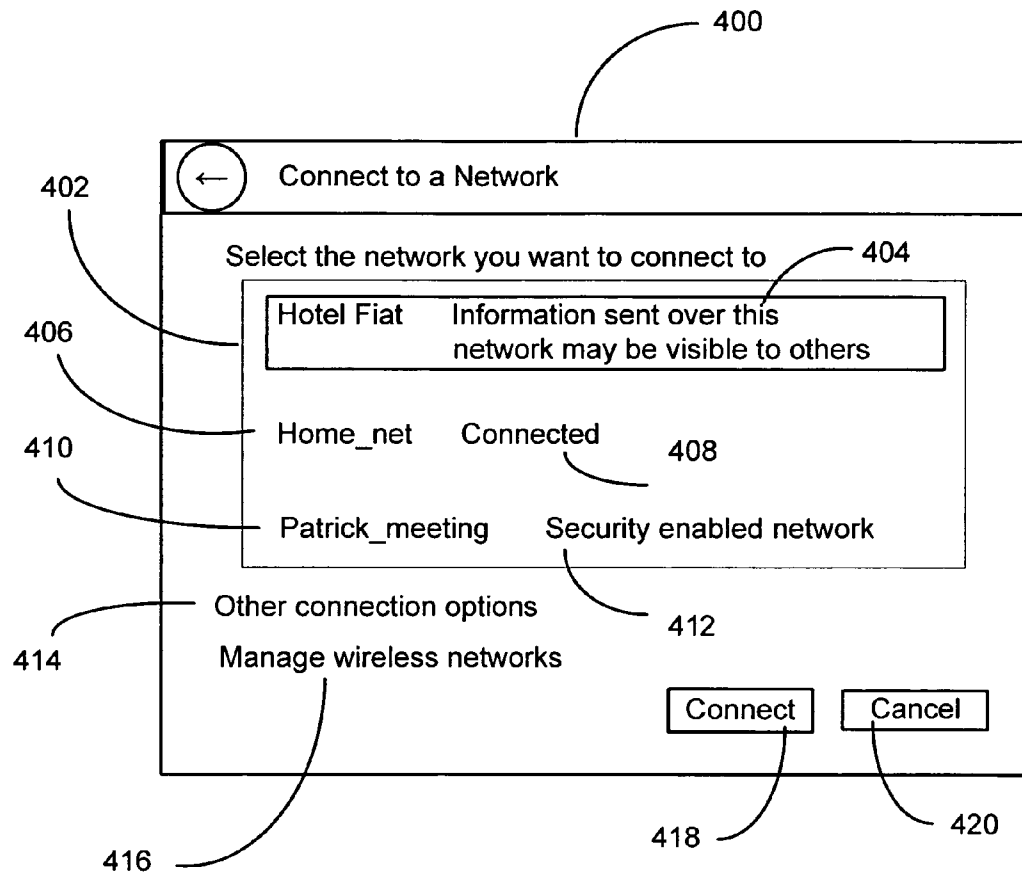 400
← Connect to a Network
402
Select the network you want to connect to
404
Hotel Fiat Information sent over this
network may be visible to others
406
Home_net Connected
408
410
Patrick_meeting Security enabled network
Other connection options
412
414
Manage wireless networks
Connect Cancel
418
420
416